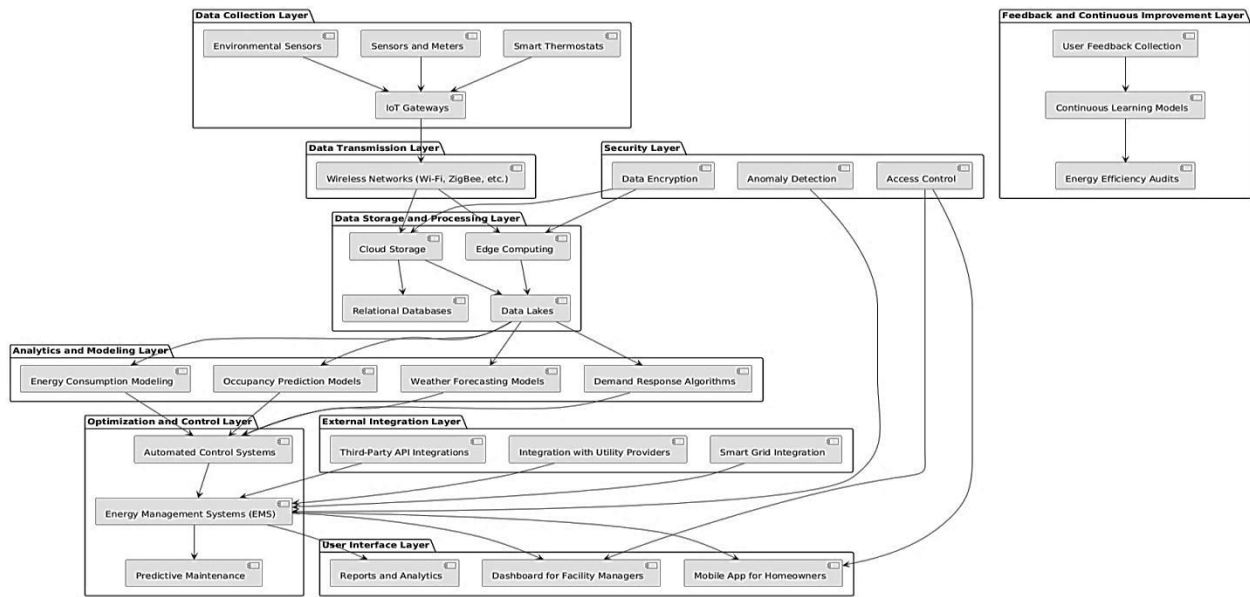 Data Collection Layer
Environmental Sensors
Sensors and Meters
Smart Thermostats
IoT Gateways
Feedback and Continuous Improvement Layer
User Feedback Collection
Continuous Learning Models
Energy Efficiency Audits
Data Transmission Layer
Wireless Networks (Wi-Fi, ZigBee, etc.)
Security Layer
Data Encryption
Anomaly Detection
Access Control
Data Storage and Processing Layer
Cloud Storage
Edge Computing
Relational Databases
Data Lakes
Analytics and Modeling Layer
Energy Consumption Modeling
Occupancy Prediction Models
Weather Forecasting Models
Demand Response Algorithms
Optimization and Control Layer
Automated Control Systems
Energy Management Systems (EMS)
Predictive Maintenance
External Integration Layer
Third-Party API Integrations
Integration with Utility Providers
Smart Grid Integration
User Interface Layer
Reports and Analytics
Dashboard for Facility Managers
Mobile App for Homeowners